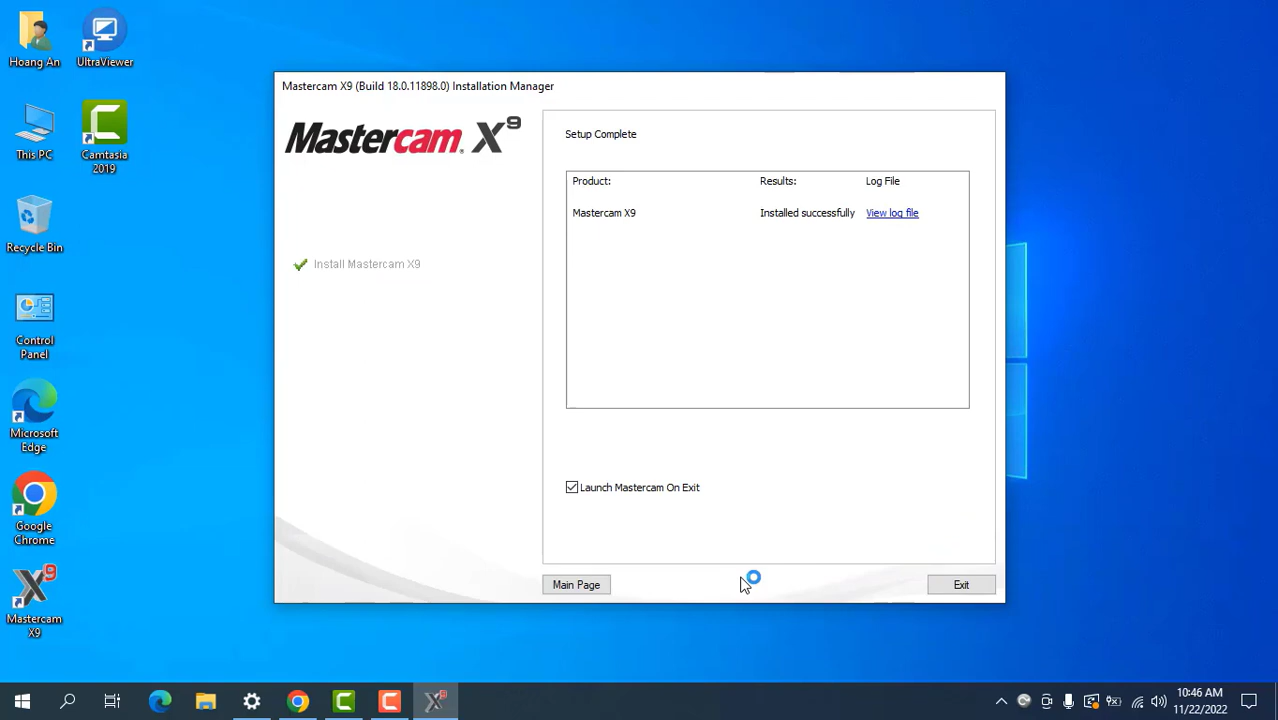 Hoang An
UltraViewer
This PC
Camtasia
2019
Recycle Bin
Control
Panel
Microsoft
Edge
Google
Chrome
Mastercam
X9
Mastercam X9 (Build 18.0.11898.0) Installation Manager
Mastercam® X9
Install Mastercam X9
Setup Complete
Product: Results: Log File
Mastercam X9 Installed successfully View log file
Launch Mastercam On Exit
Main Page
Exit
10:46 AM
11/22/2022